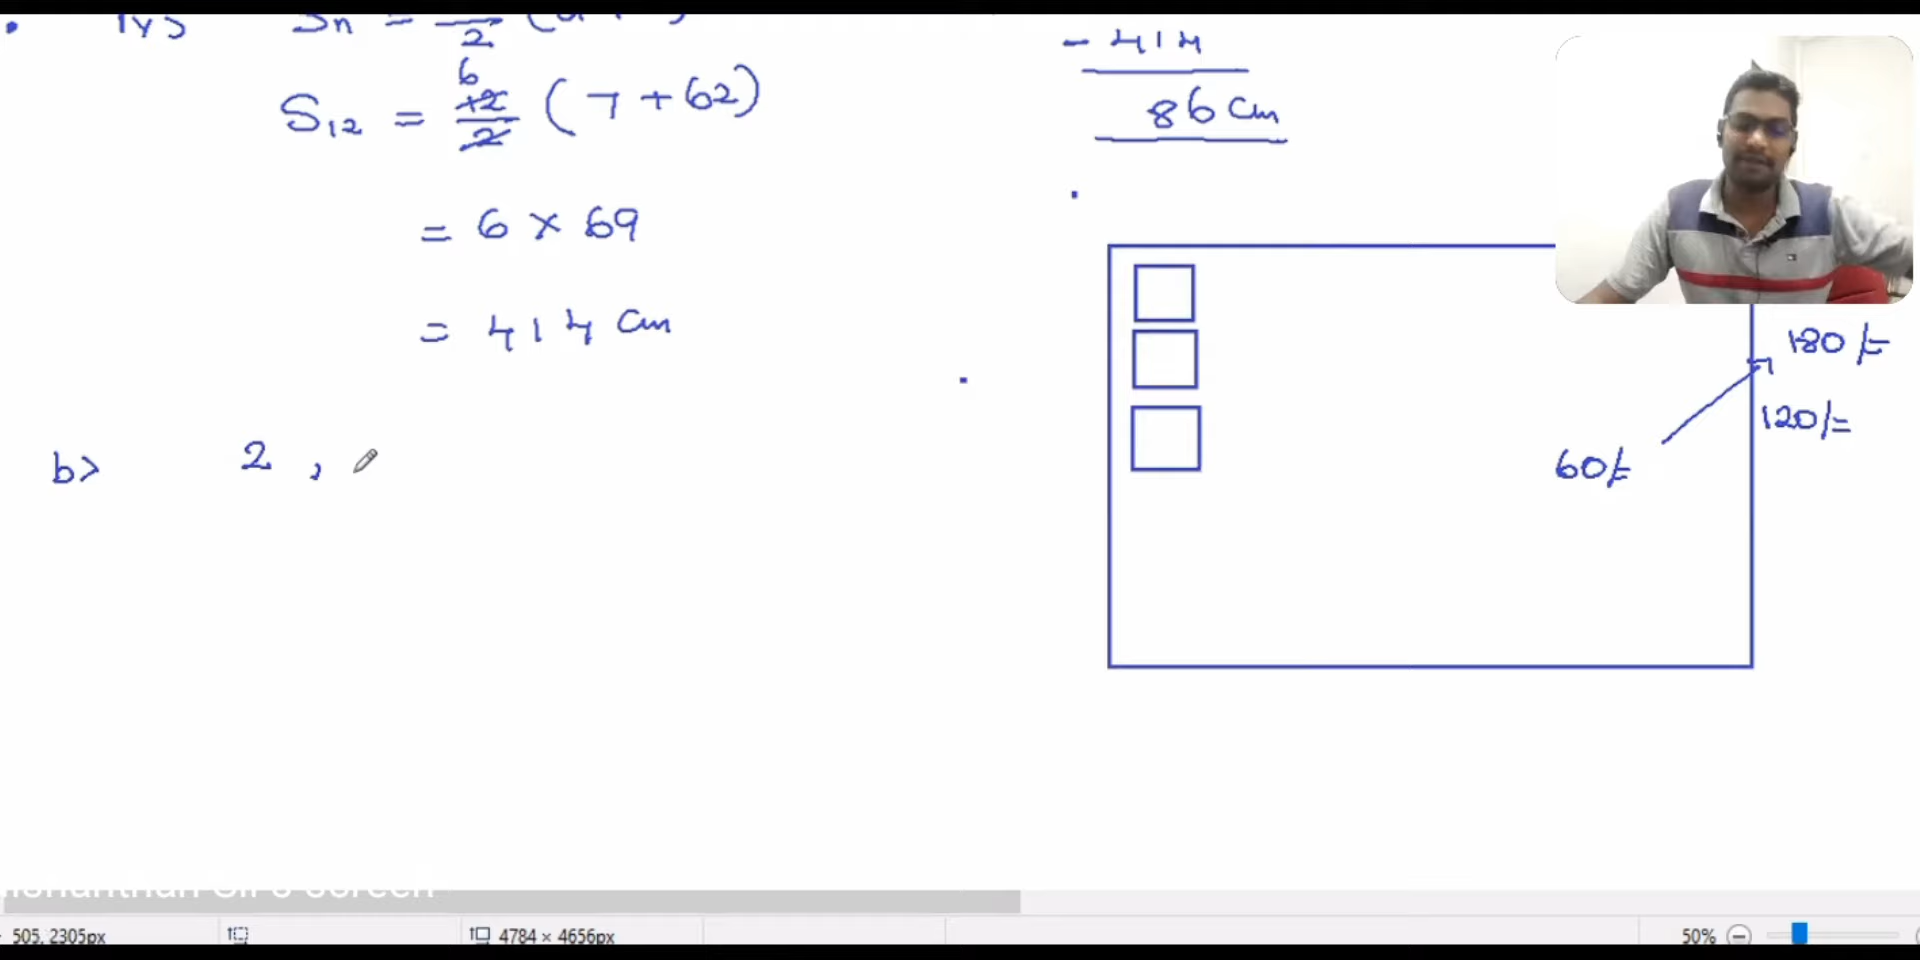 S12 = 12/2 (7 + 62)
6
= 6 × 69
= 414 cm
b> 2 ,
- 414
86 cm
180/=
120/=
60/=
505, 2305px
4784 × 4656px
50%